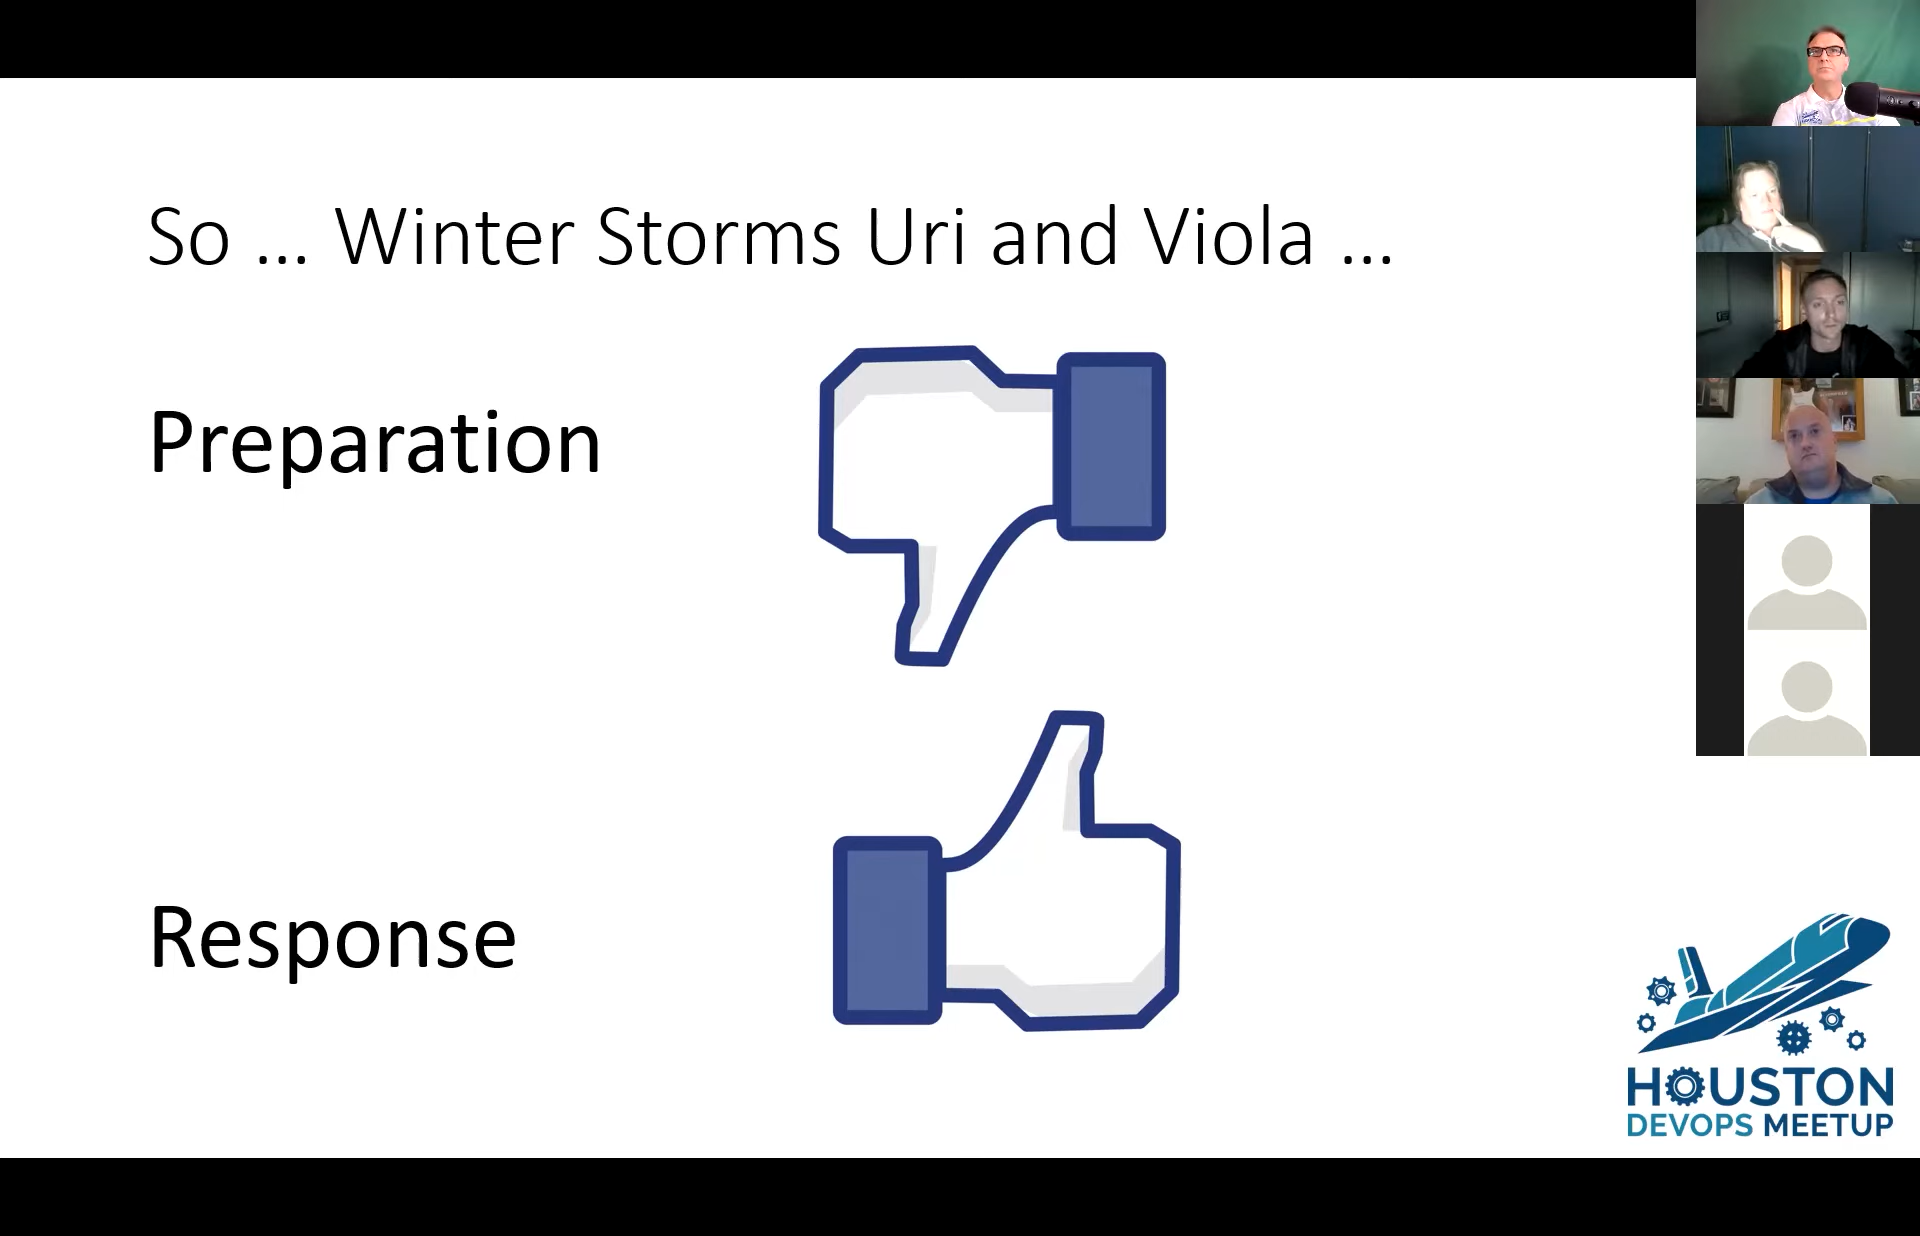 So … Winter Storms Uri and Viola …
Preparation
Response
HOUSTON
DEVOPS MEETUP